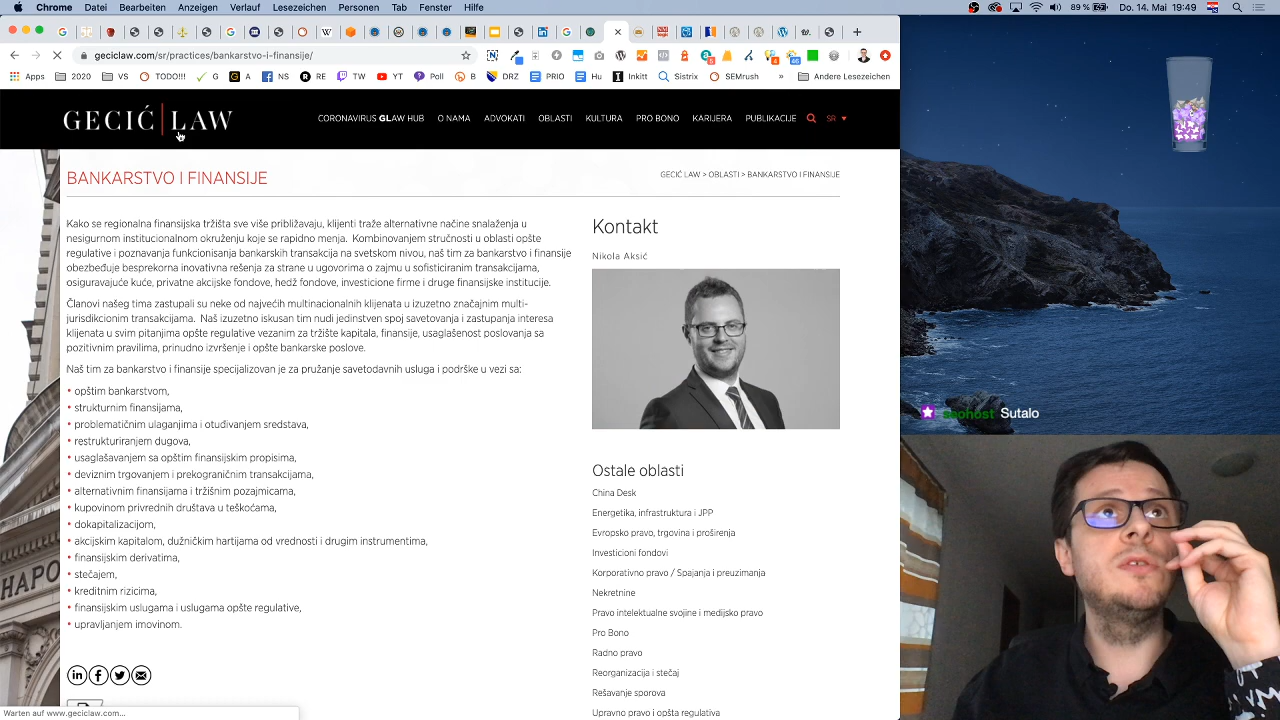 Chrome Datei Bearbeiten Anzeigen Verlauf Lesezeichen Personen Tab Fenster Hilfe
89 % Do. 14. Mai 19:49 Seohost
geciclaw.com/sr/practices/bankarstvo-i-finansije/
Apps 2020 VS TODO!!! G A NS RE TW YT Poll B DRZ PRIO Hu Inkitt Sistrix SEMrush » Andere Lesezeichen
GECIĆ LAW
CORONAVIRUS GLAW HUB O NAMA ADVOKATI OBLASTI KULTURA PRO BONO KARIJERA PUBLIKACIJE SR
BANKARSTVO I FINANSIJE
GECIĆ LAW > OBLASTI > BANKARSTVO I FINANSIJE
Kako se regionalna finansijska tržišta sve više približavaju, klijenti traže alternativne načine snalaženja u
nesigurnom institucionalnom okruženju koje se rapidno menja. Kombinovanjem stručnosti u oblasti opšte
regulative i poznavanja funkcionisanja bankarskih transakcija na svetskom nivou, naš tim za bankarstvo i finansije
obezbeđuje besprekorna inovativna rešenja za strane u ugovorima o zajmu u sofisticiranim transakcijama,
osiguravajuće kuće, privatne akcijske fondove, hedž fondove, investicione firme i druge finansijske institucije.
Članovi našeg tima zastupali su neke od najvećih multinacionalnih klijenata u izuzetno značajnim multi-
jurisdikcionim transakcijama. Naš izuzetno iskusan tim nudi jedinstven spoj savetovanja i zastupanja interesa
klijenata u svim pitanjima opšte regulative vezanim za tržište kapitala, finansije, usaglašenost poslovanja sa
pozitivnim pravilima, prinudno izvršenje i opšte bankarske poslove.
Naš tim za bankarstvo i finansije specijalizovan je za pružanje savetodavnih usluga i podrške u vezi sa:
• opštim bankarstvom,
• strukturnim finansijama,
• problematičnim ulaganjima i otuđivanjem sredstava,
• restrukturiranjem dugova,
• usaglašavanjem sa opštim finansijskim propisima,
• deviznim trgovanjem i prekograničnim transakcijama,
• alternativnim finansijama i tržišnim pozajmicama,
• kupovinom privrednih društava u teškoćama,
• dokapitalizacijom,
• akcijskim kapitalom, dužničkim hartijama od vrednosti i drugim instrumentima,
• finansijskim derivatima,
• stečajem,
• kreditnim rizicima,
• finansijskim uslugama i uslugama opšte regulative,
• upravljanjem imovinom.
Kontakt
Nikola Aksić
Ostale oblasti
China Desk
Energetika, infrastruktura i JPP
Evropsko pravo, trgovina i proširenja
Investicioni fondovi
Korporativno pravo / Spajanja i preuzimanja
Nekretnine
Pravo intelektualne svojine i medijsko pravo
Pro Bono
Radno pravo
Reorganizacija i stečaj
Rešavanje sporova
Upravno pravo i opšta regulativa
Warten auf www.geciclaw.com...
seohost Sutalo